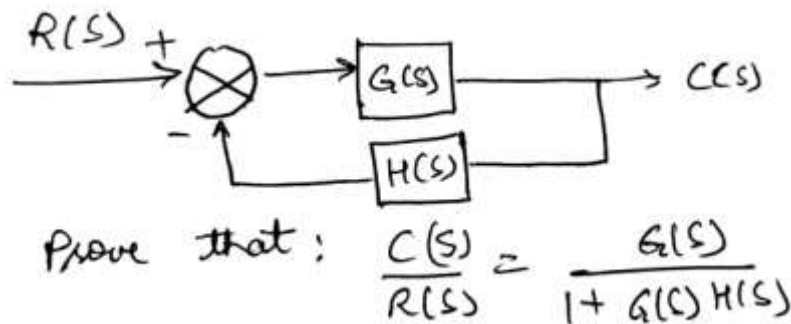 R(S) +
G(S)
C(S)
-
H(S)
Prove that: C(S)/R(S) = G(S)/1 + G(S) H(S)